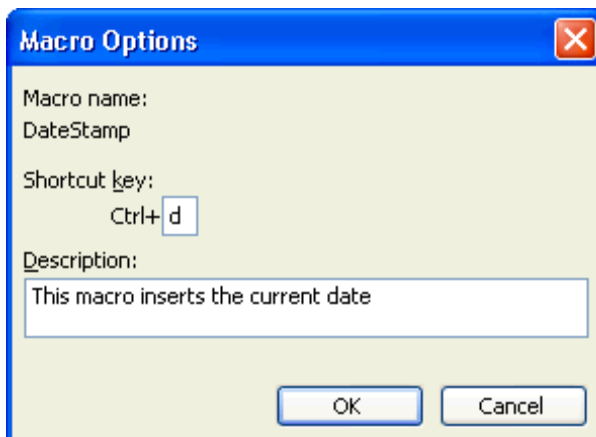 Macro Options
Macro name:
DateStamp
Shortcut key:
Ctrl+ d
Description:
This macro inserts the current date
OK Cancel